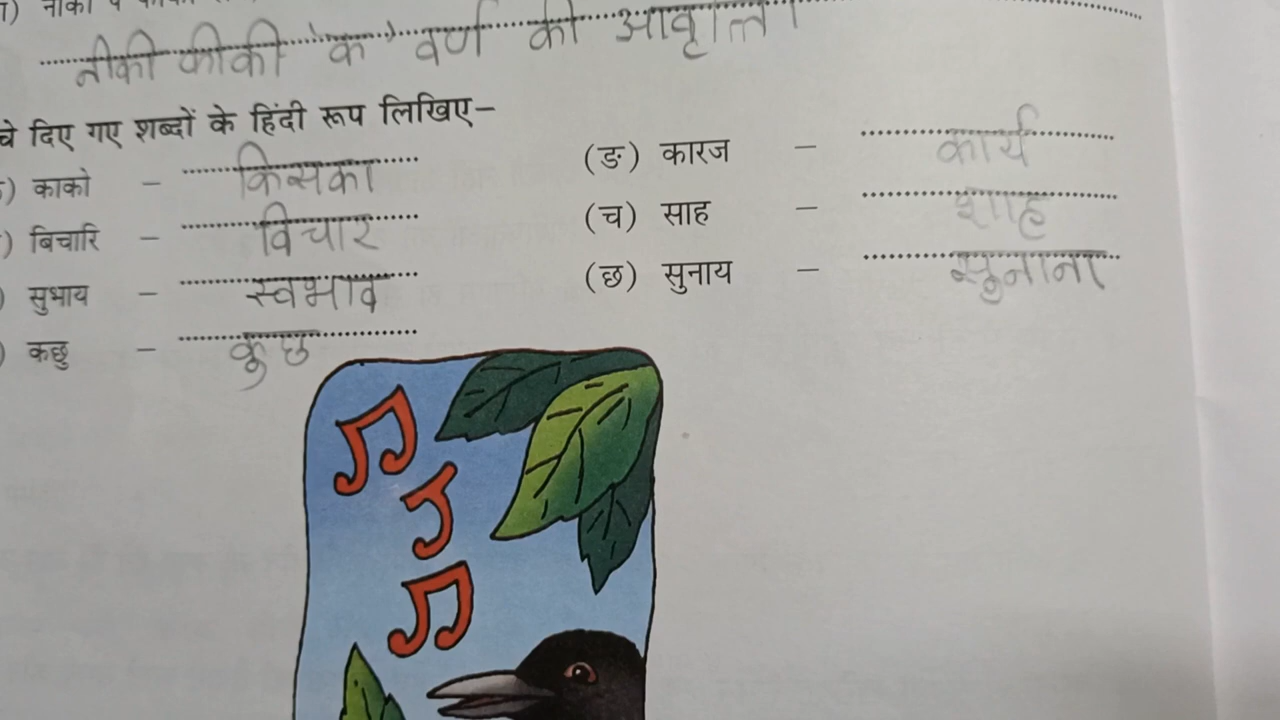 नीकी फीकी 'क' वर्ण की आवृत्ति।
चे दिए गए शब्दों के हिंदी रूप लिखिए–
) काको – किसका
) बिचारि – विचार
) सुभाय – स्वभाव
) कछु – कुछ
(ङ) कारज – कार्य
(च) साह – शाह
(छ) सुनाय – सुनाना